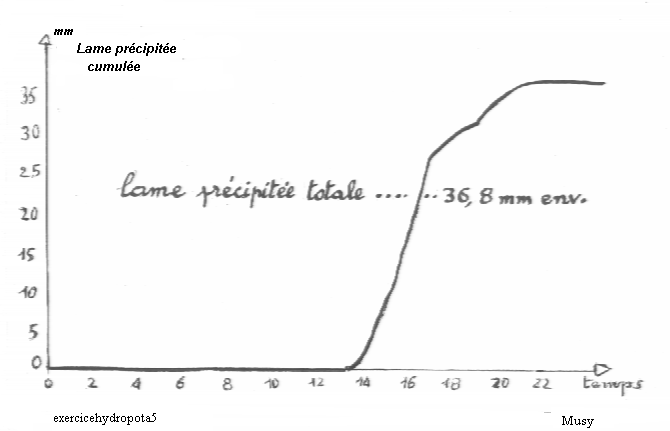 mm
Lame précipitée
cumulée
35
30
25
20
15
10
5
0
lame précipitée totale .... .. 36,8 mm env.
0 2 4 6 8 10 12 14 16 18 20 22 temps
exercicehydropota5
Musy